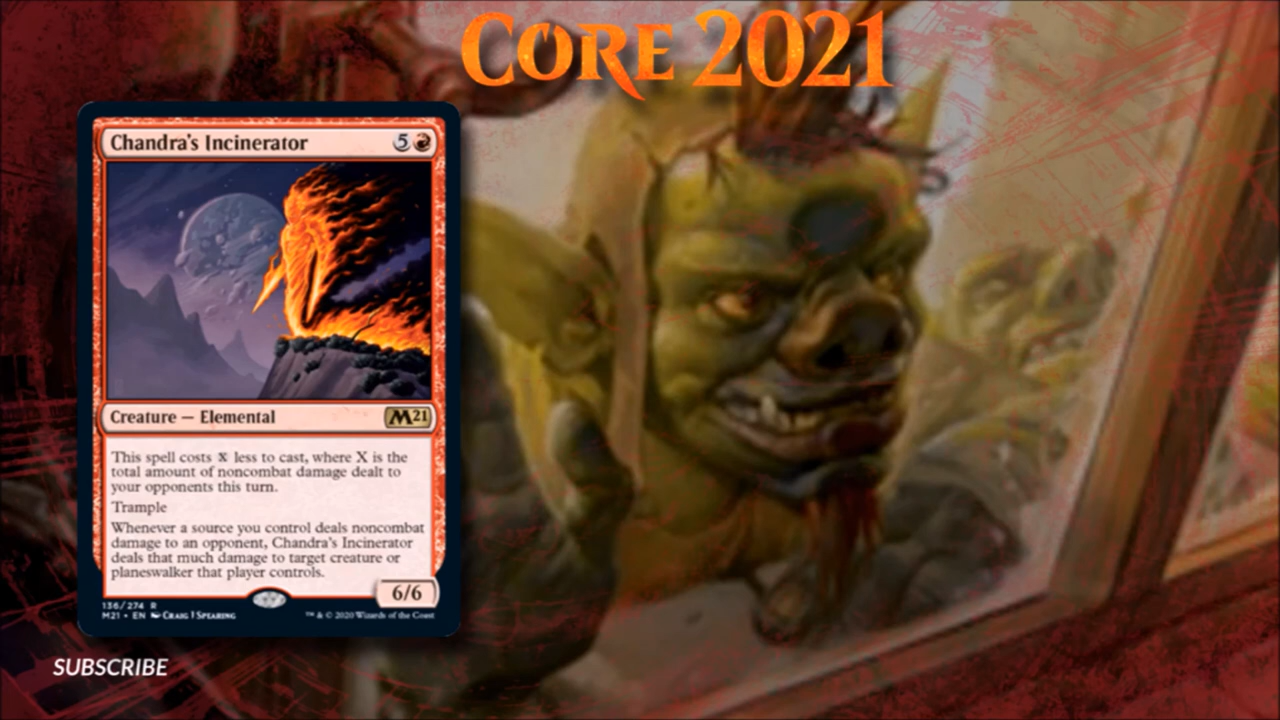 CORE 2021
Chandra's Incinerator 5
Creature — Elemental M21
This spell costs X less to cast, where X is the
total amount of noncombat damage dealt to
your opponents this turn.
Trample
Whenever a source you control deals noncombat
damage to an opponent, Chandra's Incinerator
deals that much damage to target creature or
planeswalker that player controls.
6/6
136/274 R
M21 • EN CRAIG J SPEARING ™ & © 2020 Wizards of the Coast
SUBSCRIBE